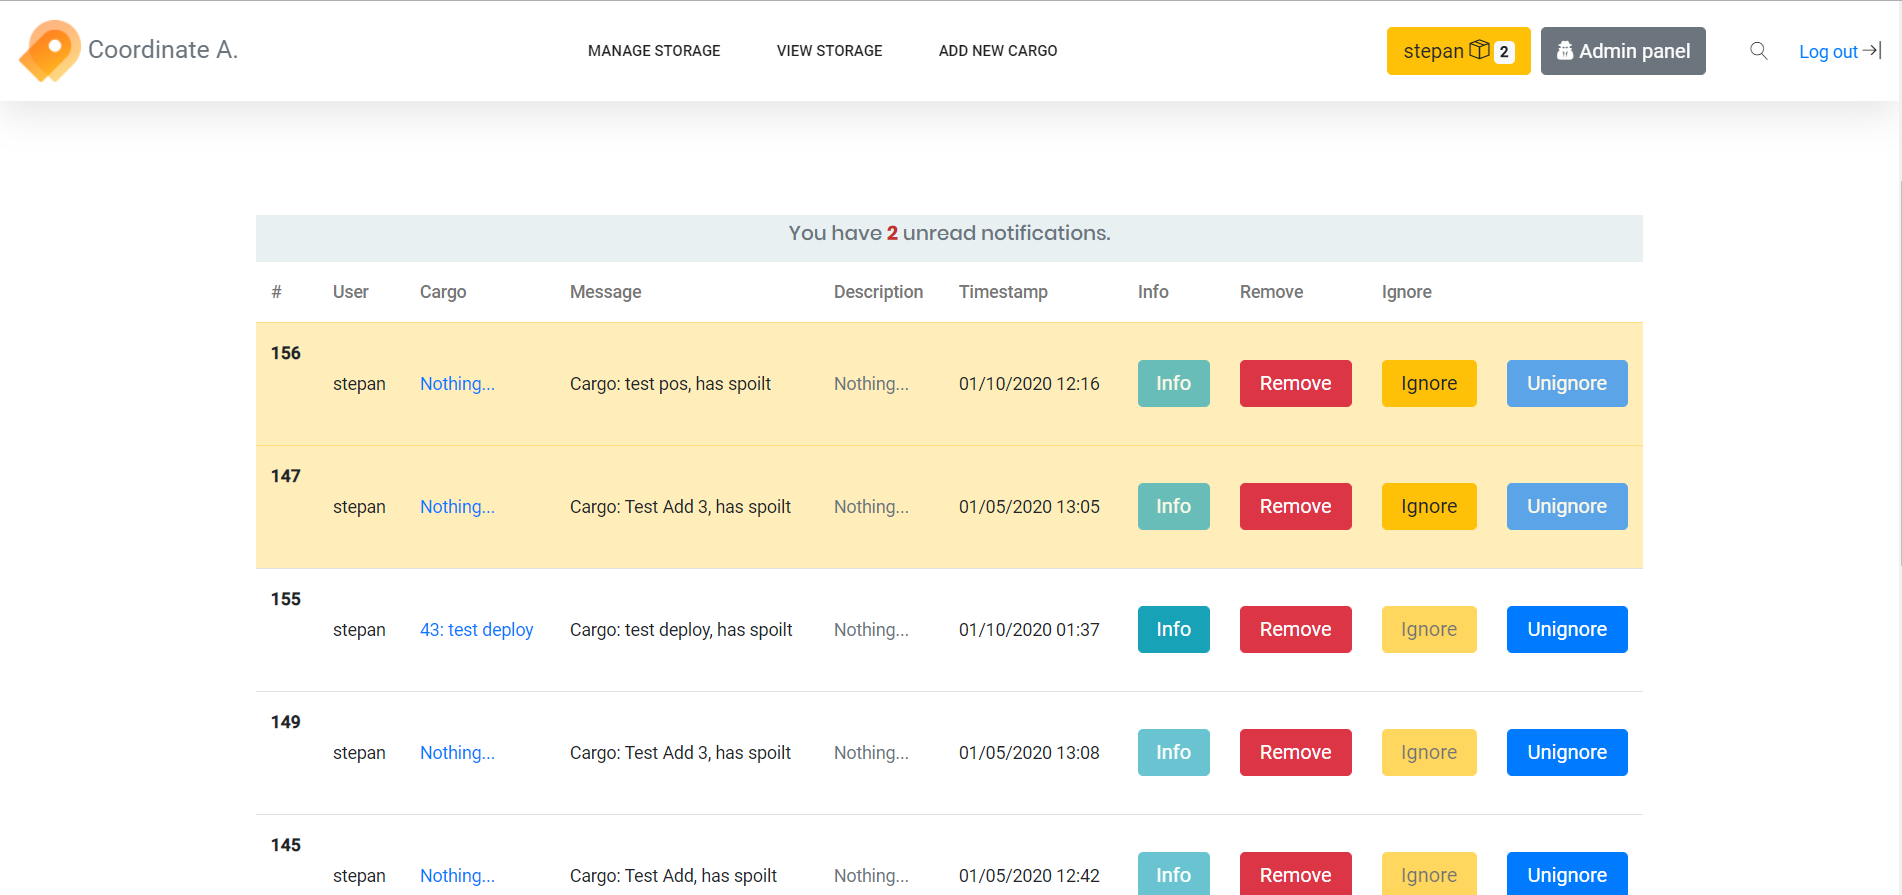 Coordinate A.
MANAGE STORAGE VIEW STORAGE ADD NEW CARGO
stepan 2 Admin panel Log out
You have 2 unread notifications.
# User Cargo Message Description Timestamp Info Remove Ignore
156 stepan Nothing... Cargo: test pos, has spoilt Nothing... 01/10/2020 12:16 Info Remove Ignore Unignore
147 stepan Nothing... Cargo: Test Add 3, has spoilt Nothing... 01/05/2020 13:05 Info Remove Ignore Unignore
155 stepan 43: test deploy Cargo: test deploy, has spoilt Nothing... 01/10/2020 01:37 Info Remove Ignore Unignore
149 stepan Nothing... Cargo: Test Add 3, has spoilt Nothing... 01/05/2020 13:08 Info Remove Ignore Unignore
145 stepan Nothing... Cargo: Test Add, has spoilt Nothing... 01/05/2020 12:42 Info Remove Ignore Unignore